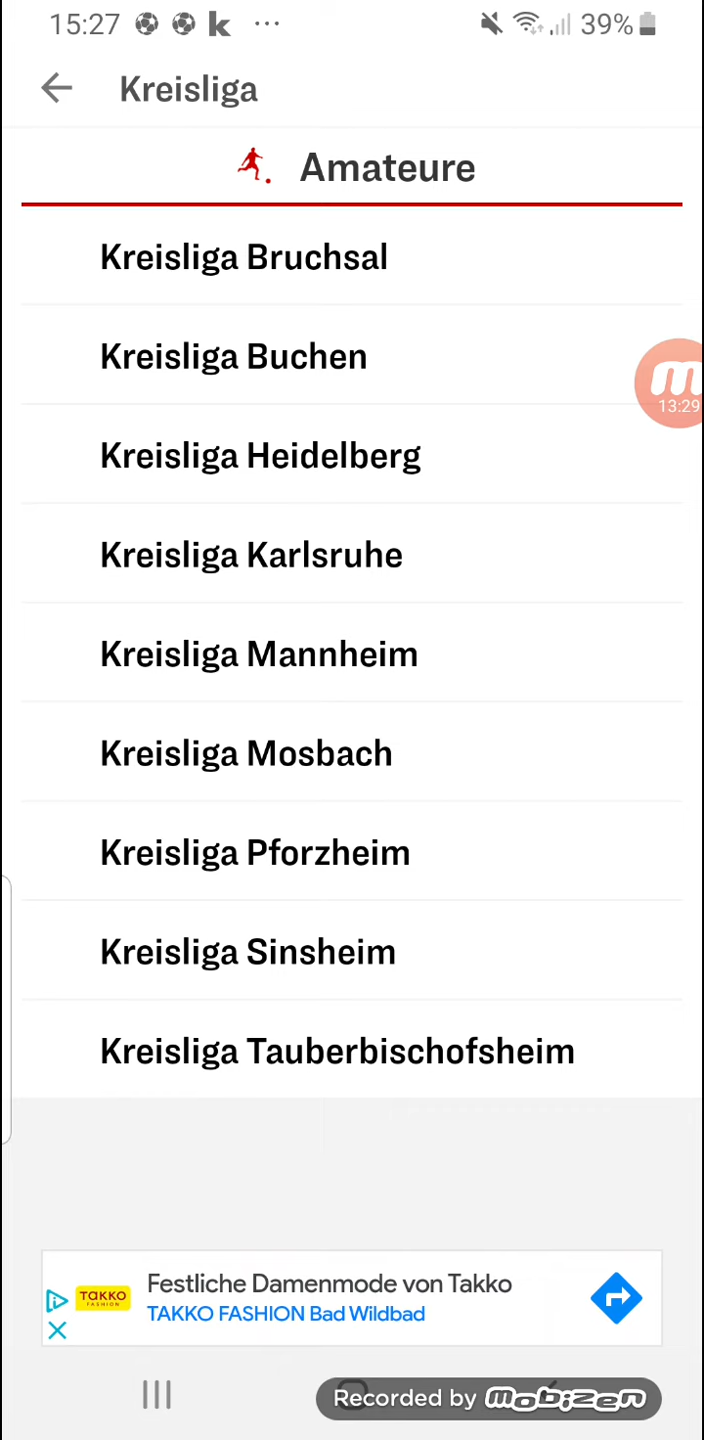 15:27 k ... 39%
Kreisliga
Amateure
Kreisliga Bruchsal
Kreisliga Buchen
m
13:29
Kreisliga Heidelberg
Kreisliga Karlsruhe
Kreisliga Mannheim
Kreisliga Mosbach
Kreisliga Pforzheim
Kreisliga Sinsheim
Kreisliga Tauberbischofsheim
TAKKO
FASHION
Festliche Damenmode von Takko
TAKKO FASHION Bad Wildbad
Recorded by mobizen